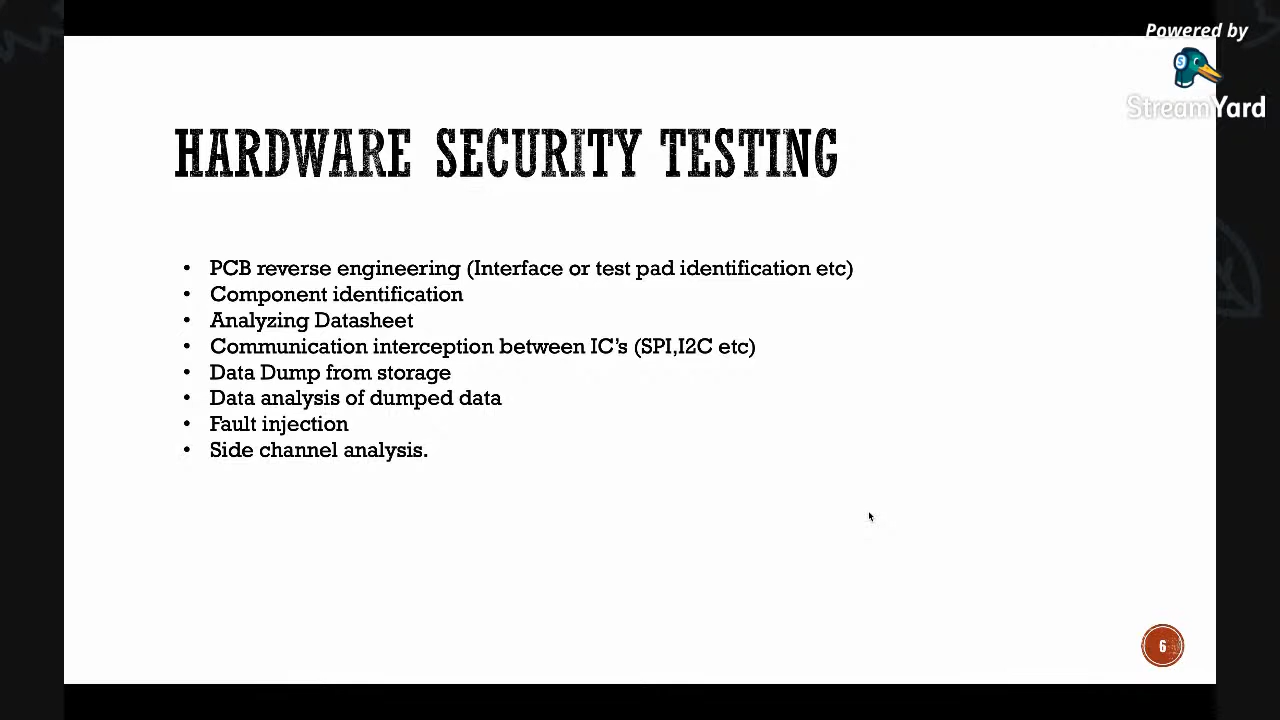 Powered by
StreamYard
HARDWARE SECURITY TESTING
• PCB reverse engineering (Interface or test pad identification etc)
• Component identification
• Analyzing Datasheet
• Communication interception between IC's (SPI,I2C etc)
• Data Dump from storage
• Data analysis of dumped data
• Fault injection
• Side channel analysis.
6